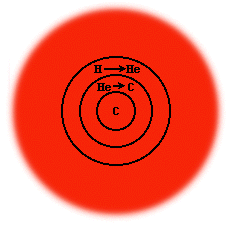 H → He
He → C
C